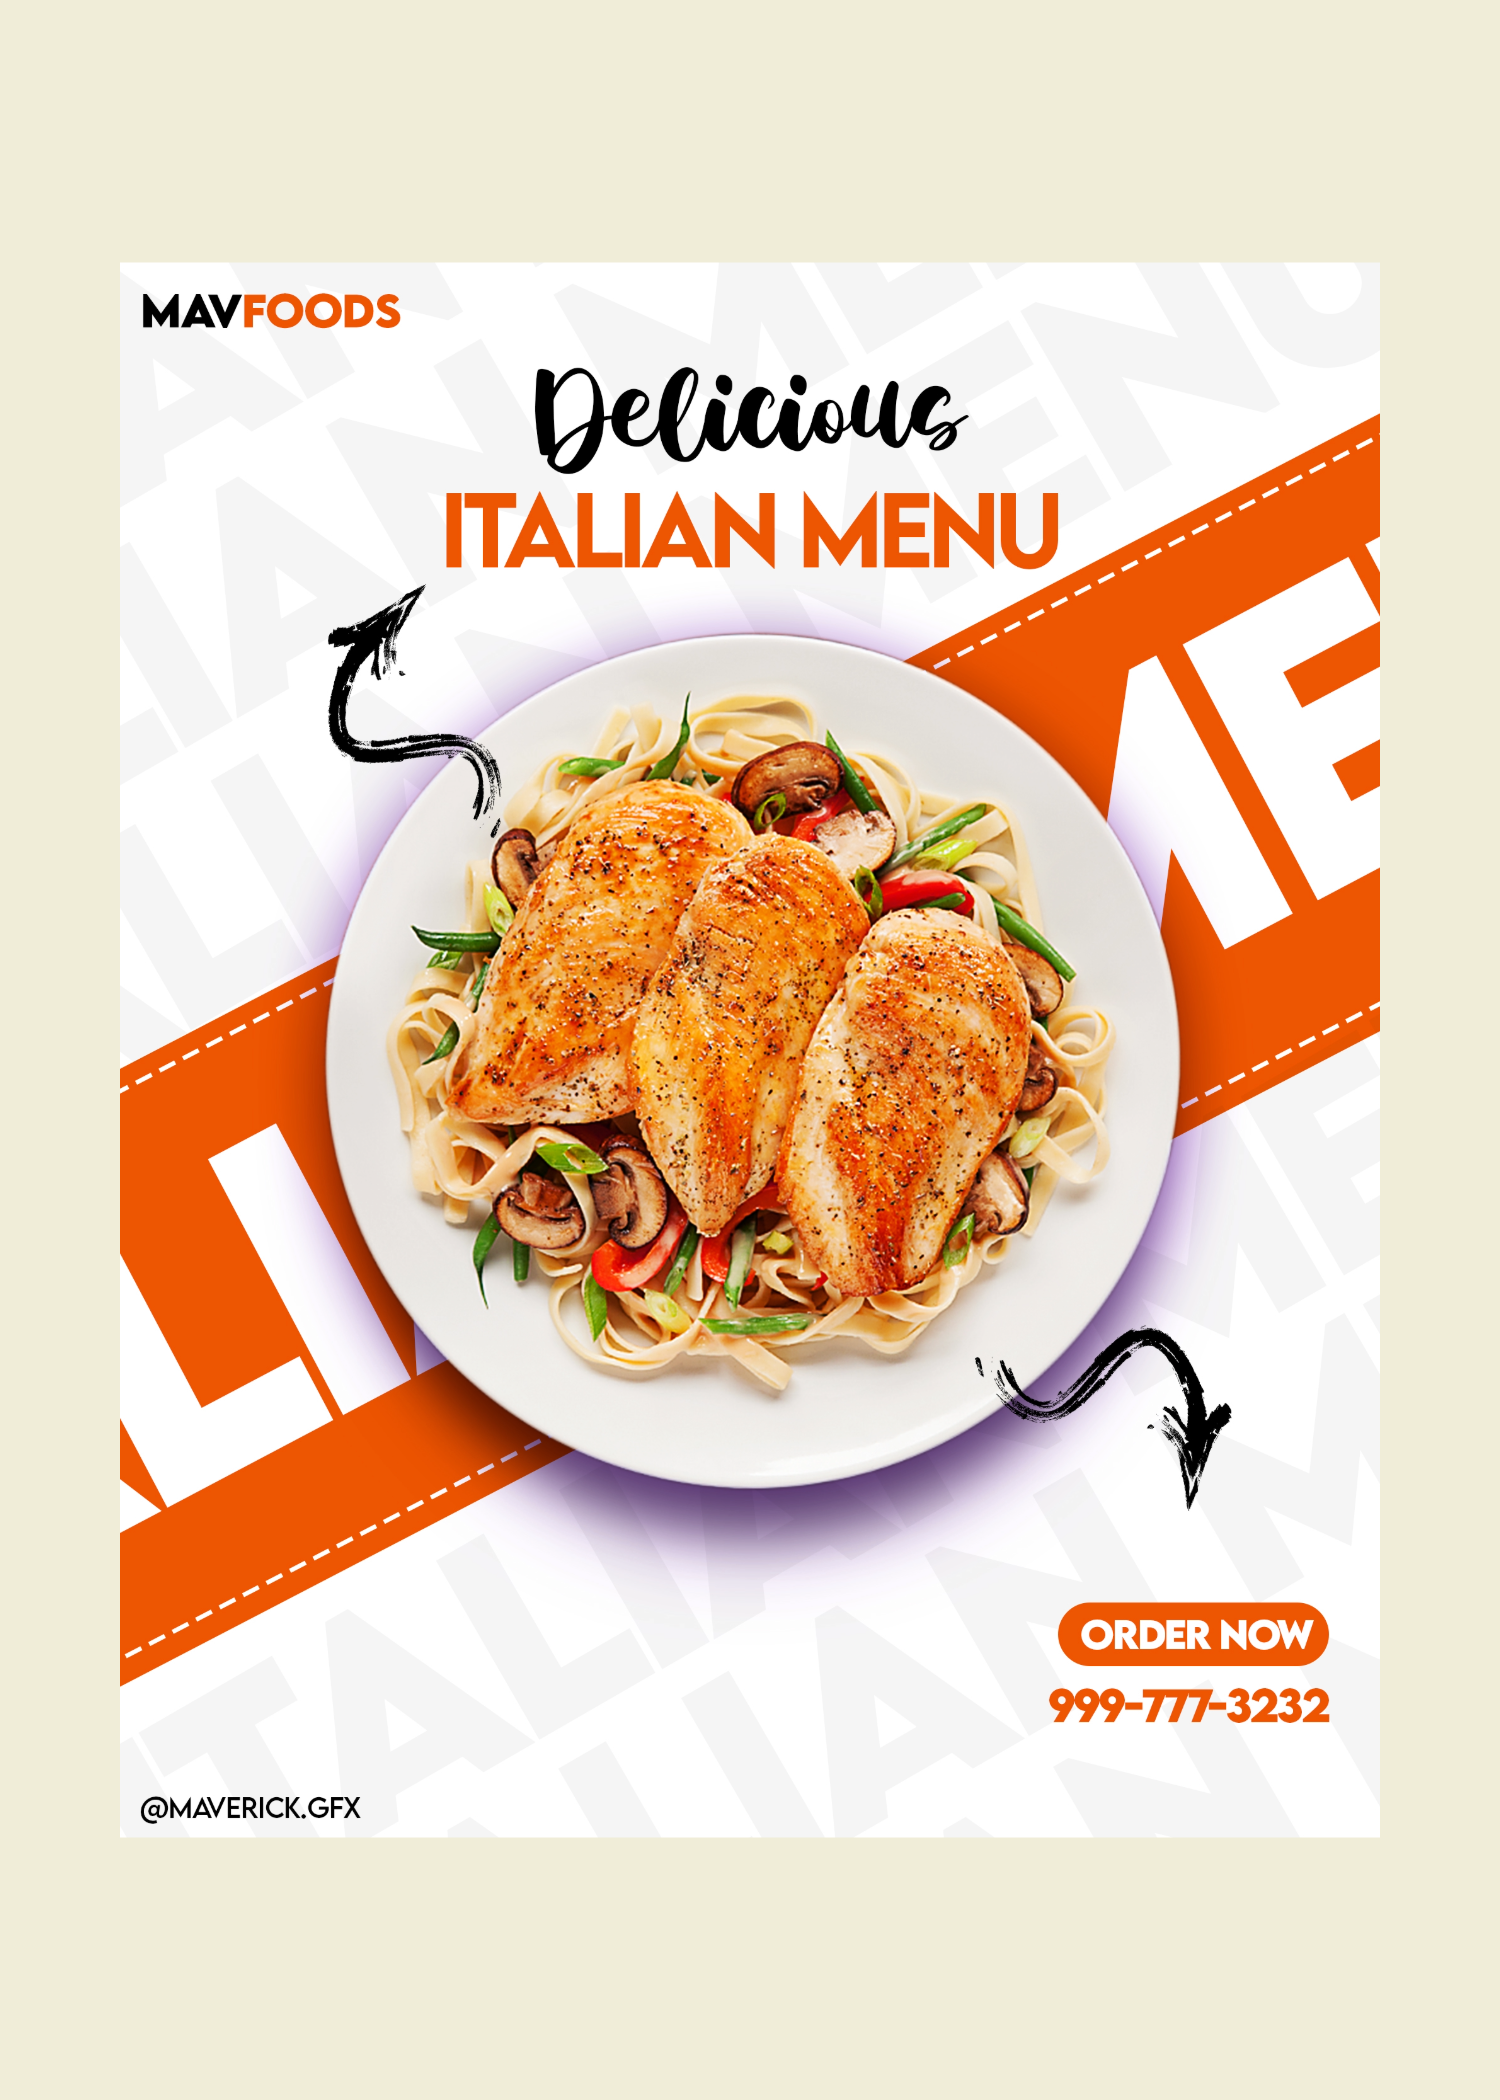 MAVFOODS
Delicious
ITALIAN MENU
ORDER NOW
999-777-3232
@MAVERICK.GFX